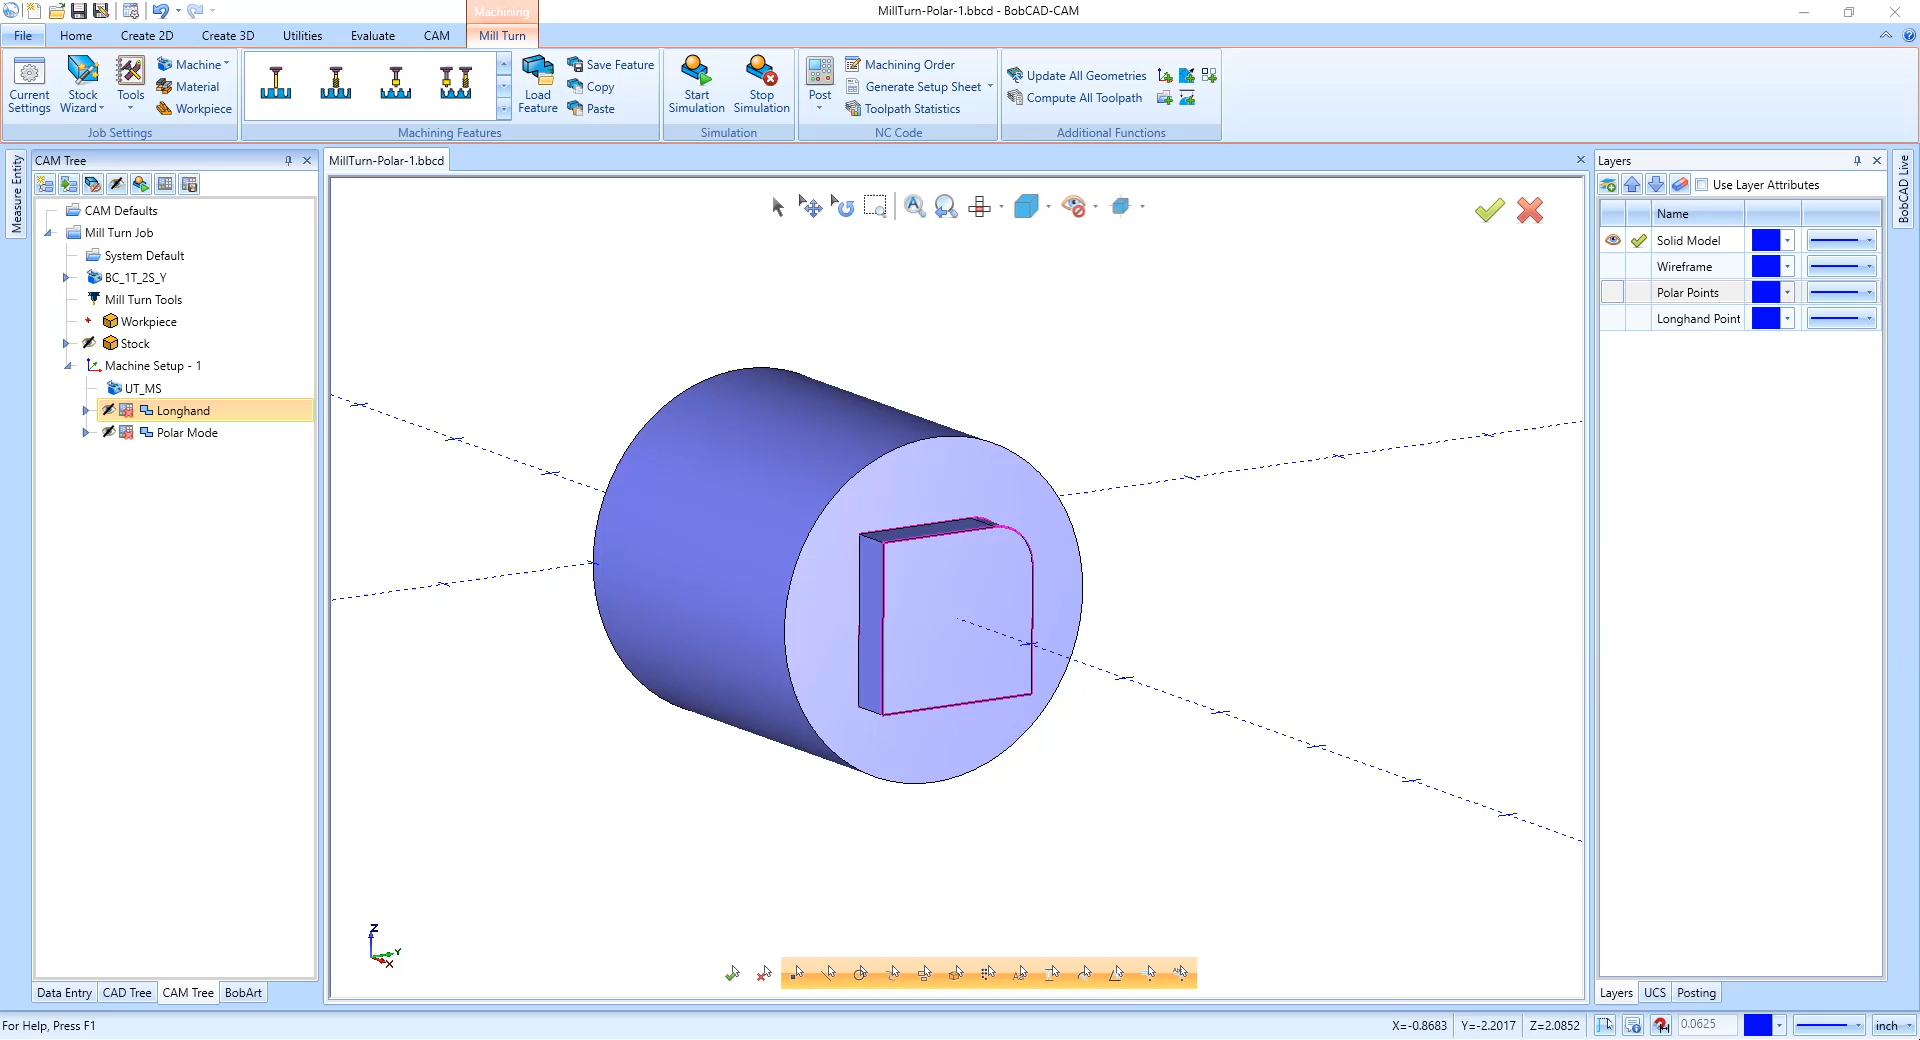 MillTurn-Polar-1.bbcd - BobCAD-CAM
Machining
File Home Create 2D Create 3D Utilities Evaluate CAM Mill Turn
Current Settings
Stock Wizard
Tools
Machine
Material
Workpiece
Job Settings
Load Feature
Save Feature
Copy
Paste
Machining Features
Start Simulation
Stop Simulation
Simulation
Post
Machining Order
Generate Setup Sheet
Toolpath Statistics
NC Code
Update All Geometries
Compute All Toolpath
Additional Functions
Measure Entity
CAM Tree
CAM Defaults
Mill Turn Job
System Default
BC_1T_2S_Y
Mill Turn Tools
Workpiece
Stock
Machine Setup - 1
UT_MS
Longhand
Polar Mode
Data Entry CAD Tree CAM Tree BobArt
MillTurn-Polar-1.bbcd
Z
Y
X
Layers
Use Layer Attributes
Name
Solid Model
Wireframe
Polar Points
Longhand Point
Layers UCS Posting
BobCAD Live
For Help, Press F1
X=-0.8683 Y=-2.2017 Z=2.0852 0.0625 inch